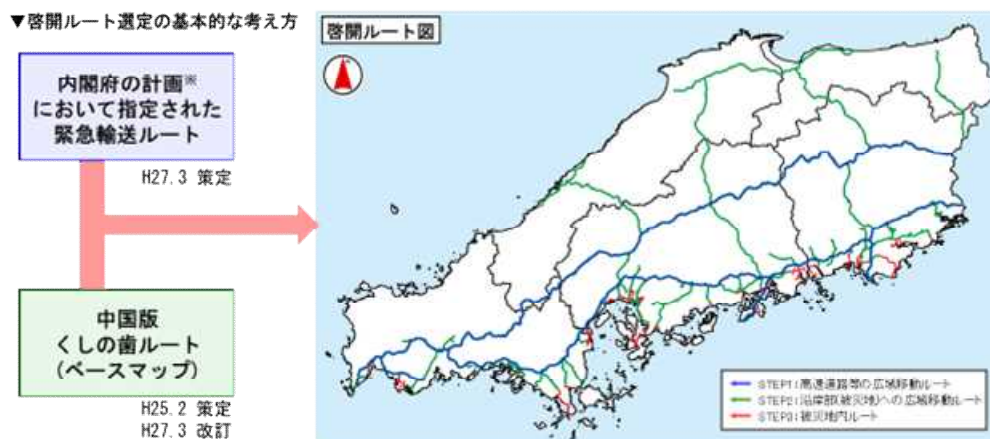 ▼啓開ルート選定の基本的な考え方
内閣府の計画※
において指定された
緊急輸送ルート
H27.3 策定
中国版
くしの歯ルート
(ベースマップ)
H25.2 策定
H27.3 改訂
啓開ルート図
STEP1:高速道路等の広域移動ルート
STEP2:沿岸部(被災地)への広域移動ルート
STEP3:被災地内ルート